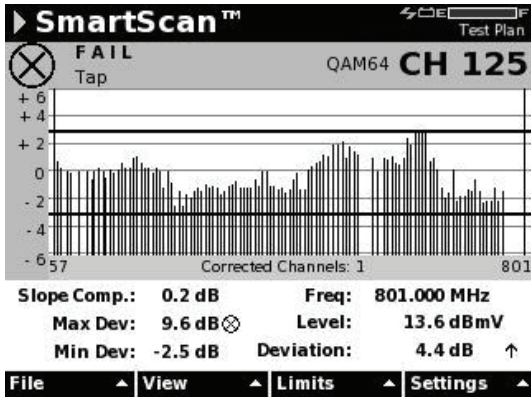 SmartScan™
E F
Test Plan
FAIL
Tap
QAM64 CH 125
+ 6
+ 4
+ 2
0
- 2
- 4
- 6
57 Corrected Channels: 1 801
Slope Comp.: 0.2 dB Freq: 801.000 MHz
Max Dev: 9.6 dB Level: 13.6 dBmV
Min Dev: -2.5 dB Deviation: 4.4 dB ↑
File View Limits Settings